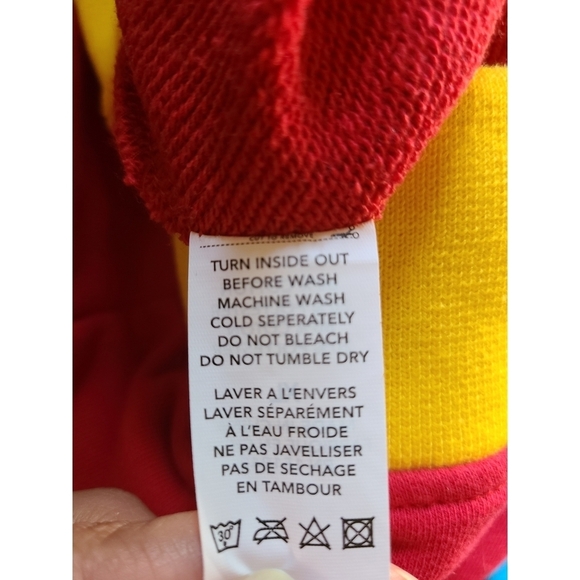 TURN INSIDE OUT
BEFORE WASH
MACHINE WASH
COLD SEPERATELY
DO NOT BLEACH
DO NOT TUMBLE DRY
LAVER A L'ENVERS
LAVER SÉPARÉMENT
À L'EAU FROIDE
NE PAS JAVELLISER
PAS DE SECHAGE
EN TAMBOUR
30°